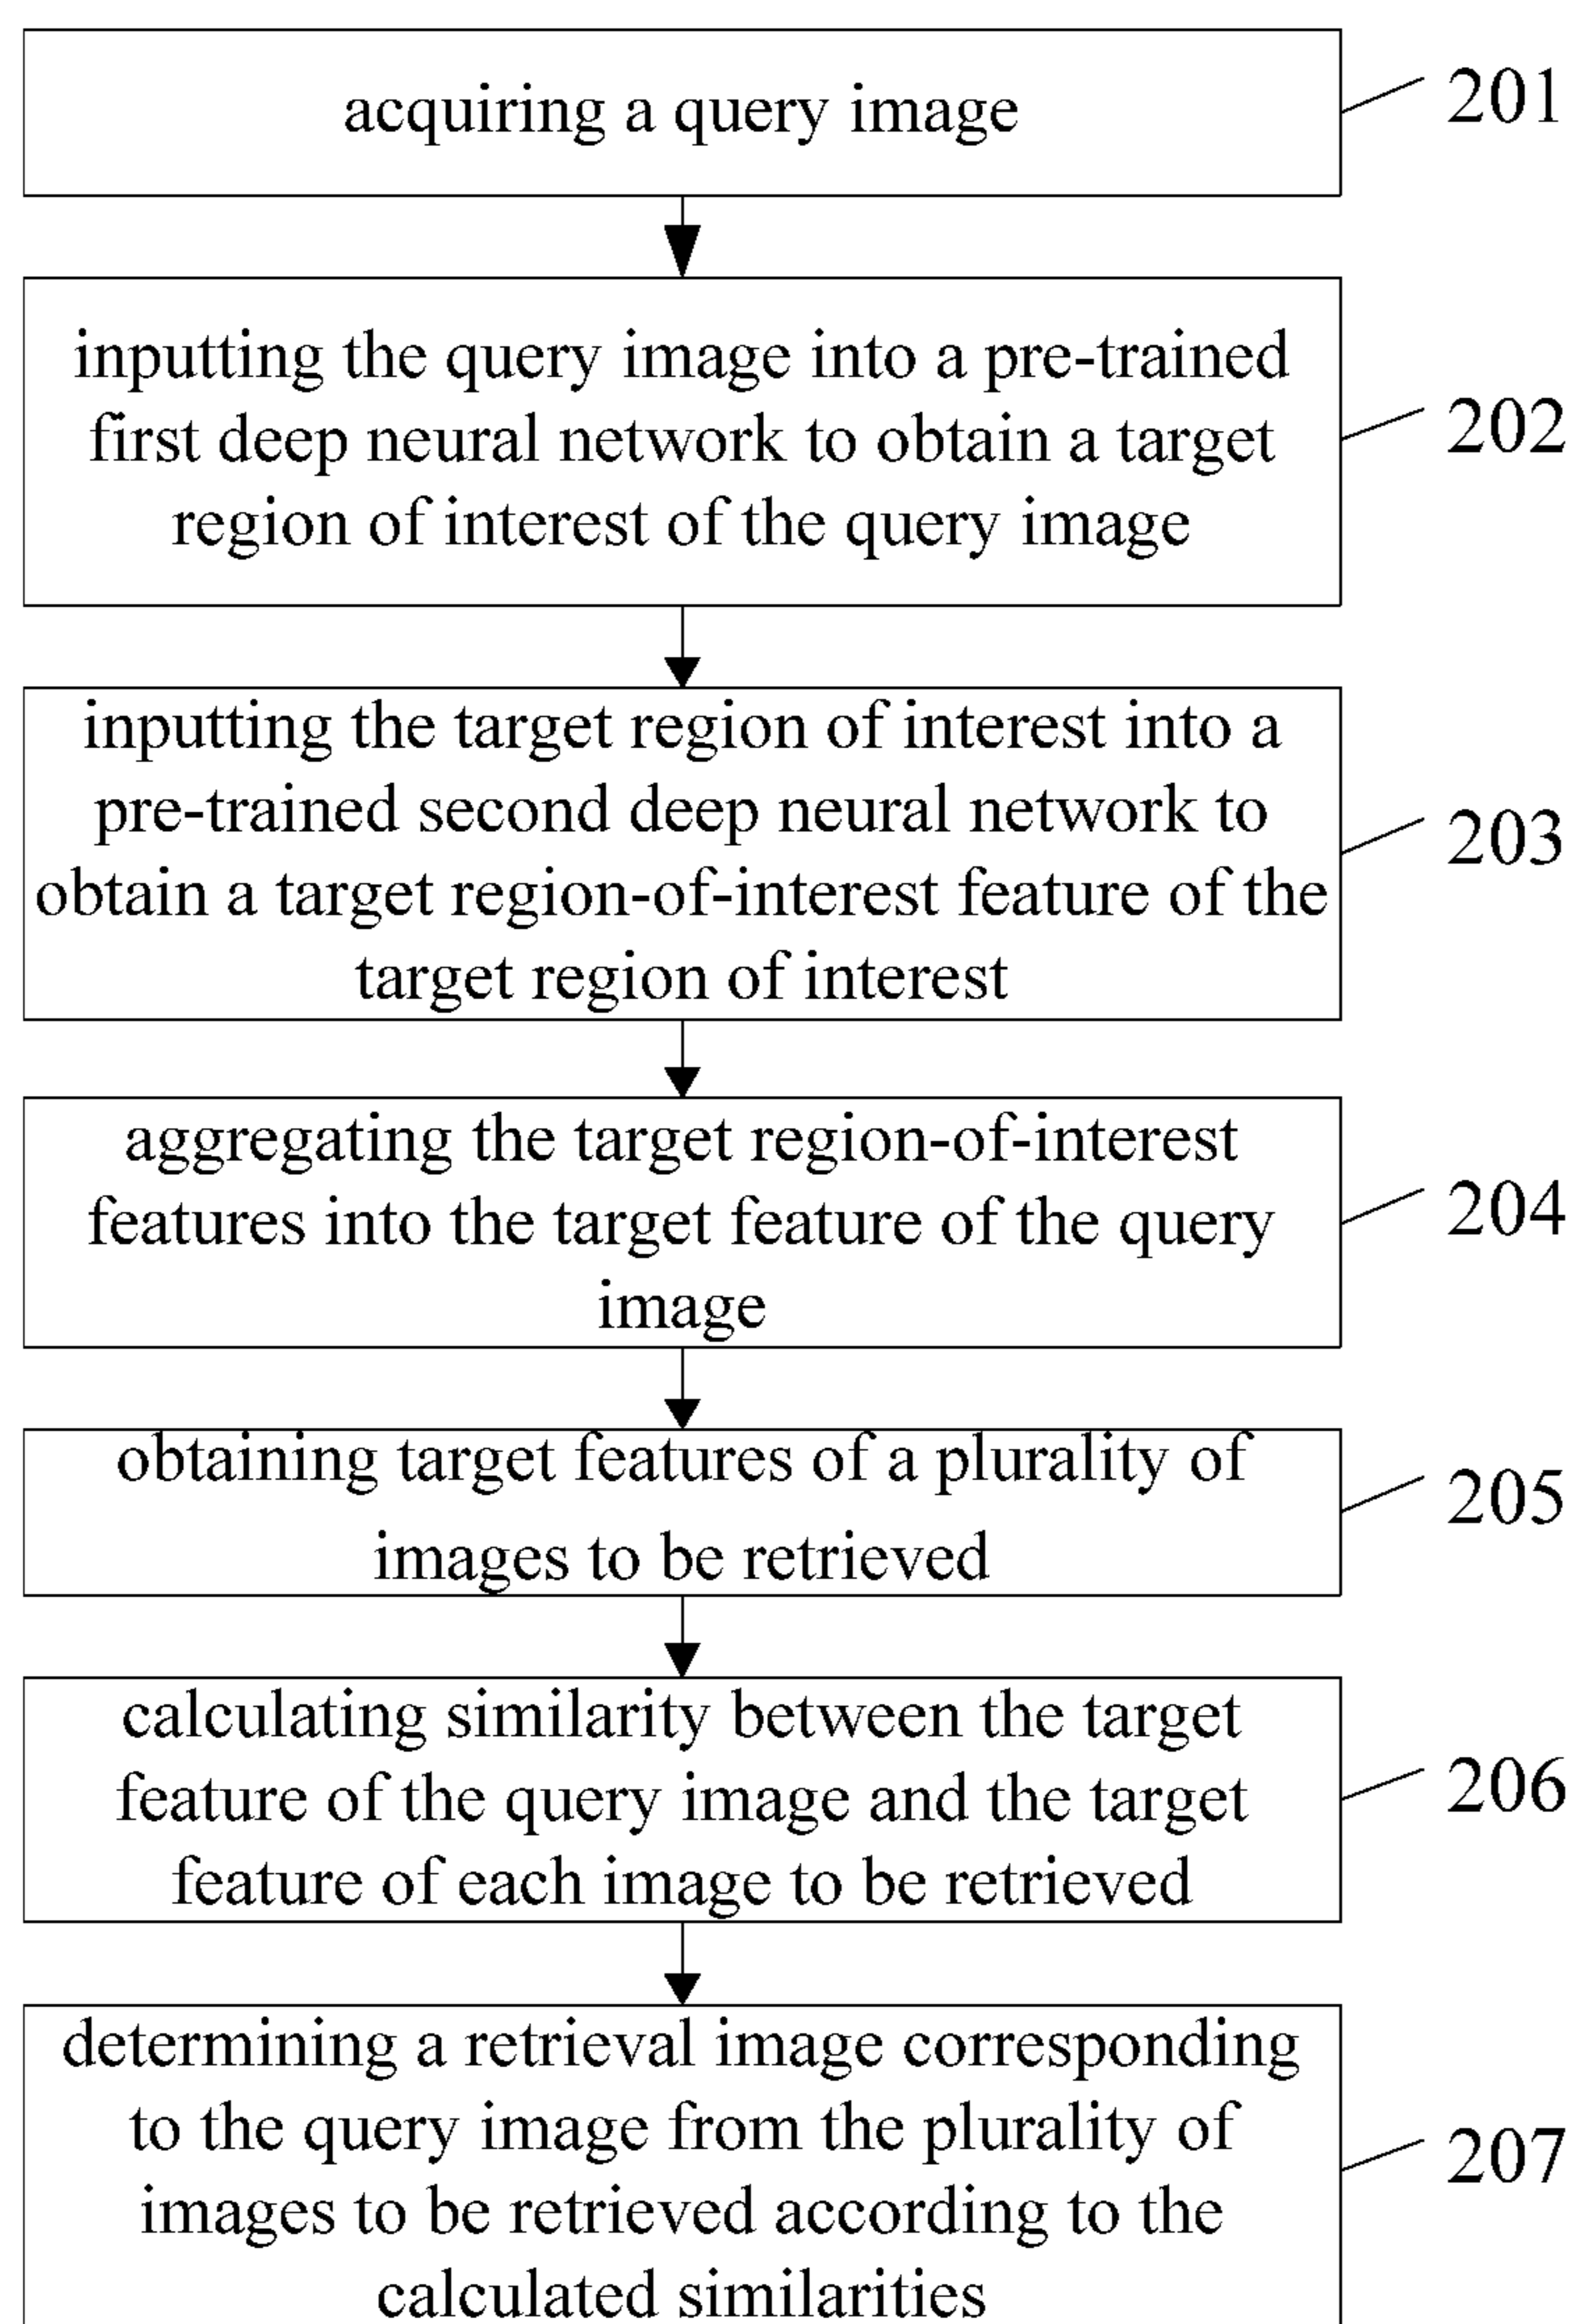 acquiring a query image
201
inputting the query image into a pre-trained
first deep neural network to obtain a target
region of interest of the query image
202
inputting the target region of interest into a
pre-trained second deep neural network to
obtain a target region-of-interest feature of the
target region of interest
203
aggregating the target region-of-interest
features into the target feature of the query
image
204
obtaining target features of a plurality of
images to be retrieved
205
calculating similarity between the target
feature of the query image and the target
feature of each image to be retrieved
206
determining a retrieval image corresponding
to the query image from the plurality of
images to be retrieved according to the
calculated similarities
207